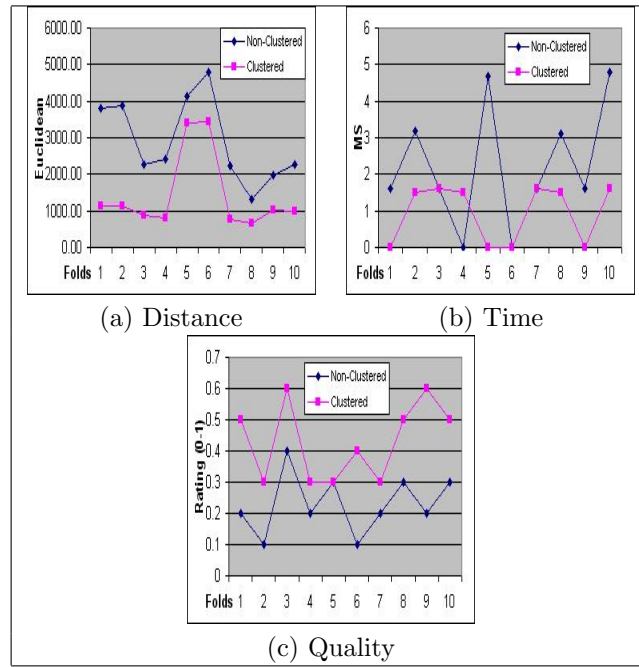 6000.00
5000.00
4000.00
3000.00
2000.00
1000.00
0.00
Euclidean
Non-Clustered
Clustered
Folds 1 2 3 4 5 6 7 8 9 10
(a) Distance
6
5
4
3
2
1
0
MS
Non-Clustered
Clustered
Folds 1 2 3 4 5 6 7 8 9 10
(b) Time
0.7
0.6
0.5
0.4
0.3
0.2
0.1
0
Rating (0-1)
Non-Clustered
Clustered
Folds 1 2 3 4 5 6 7 8 9 10
(c) Quality